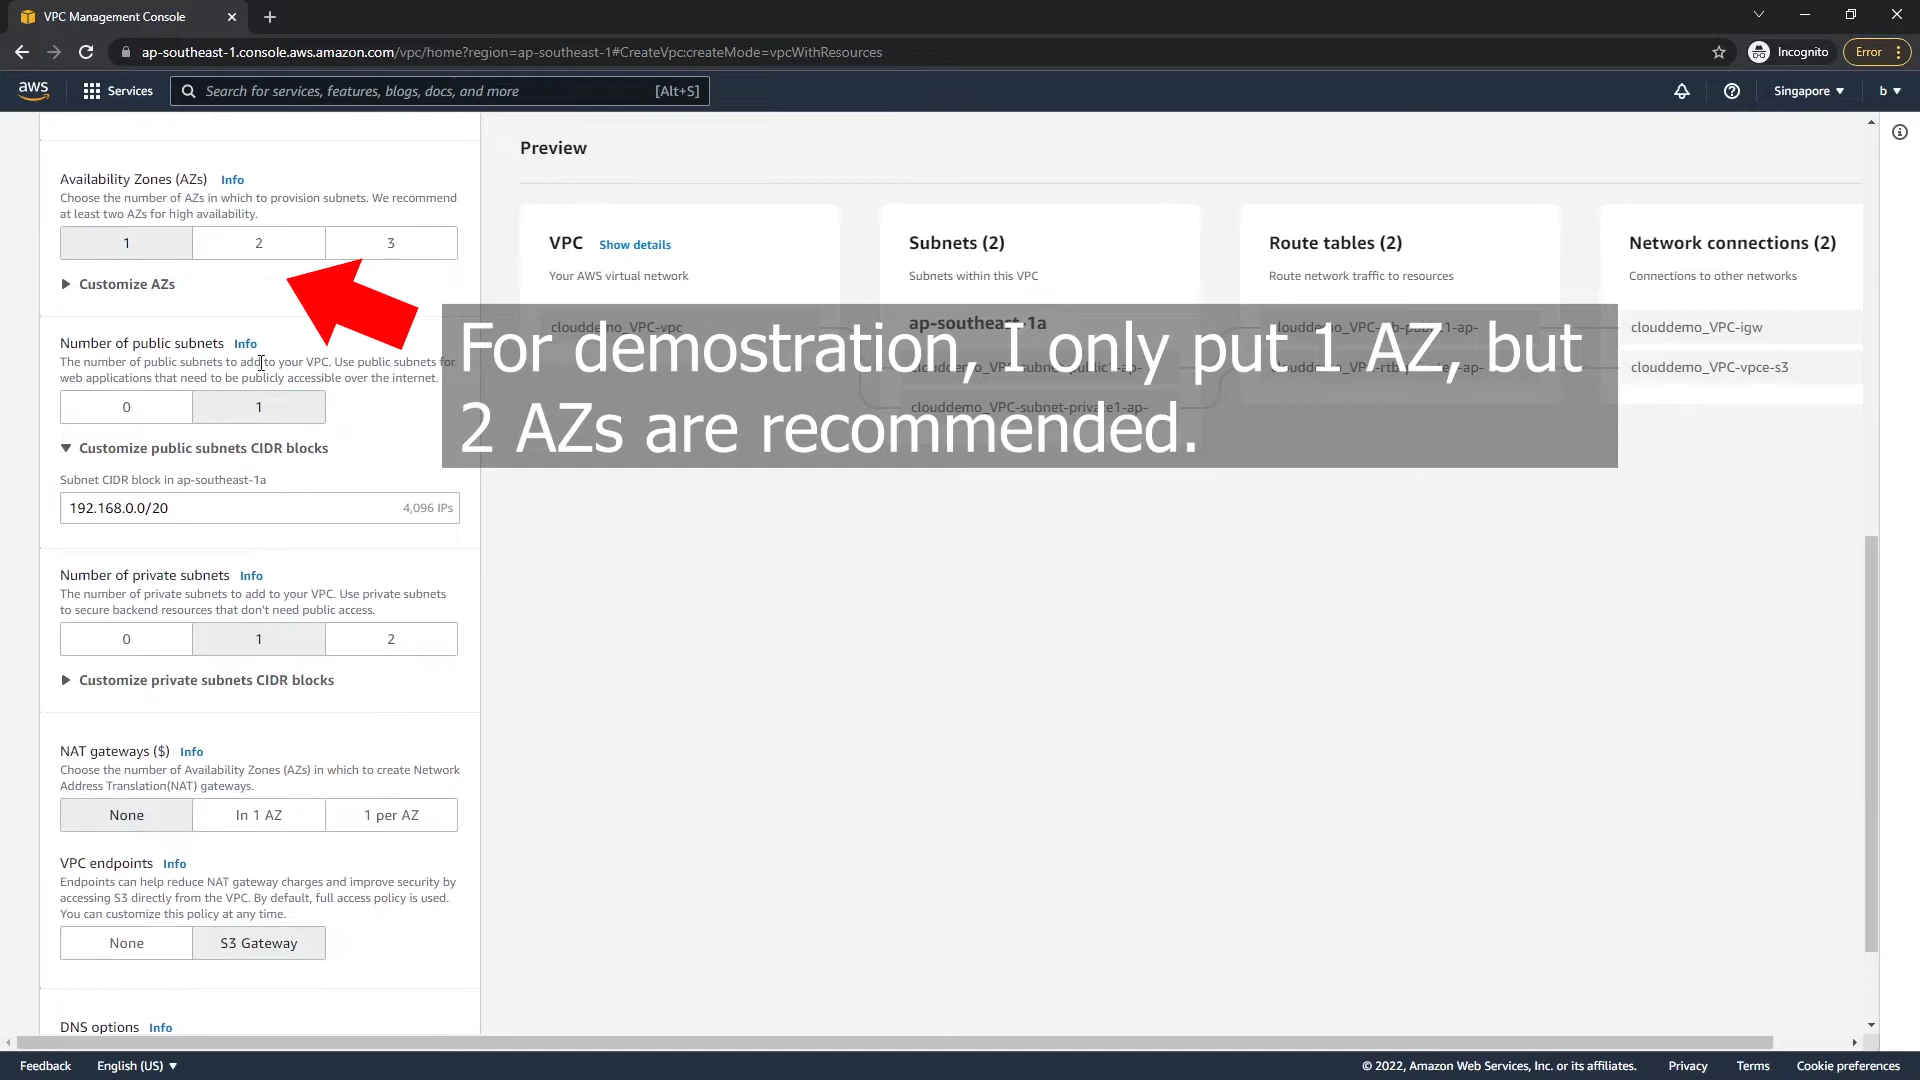 VPC Management Console
ap-southeast-1.console.aws.amazon.com/vpc/home?region=ap-southeast-1#CreateVpc:createMode=vpcWithResources
Incognito
Error
aws
Services
Search for services, features, blogs, docs, and more
[Alt+S]
Singapore
b
Availability Zones (AZs) Info
Choose the number of AZs in which to provision subnets. We recommend
at least two AZs for high availability.
1 2 3
Customize AZs
Number of public subnets Info
The number of public subnets to add to your VPC. Use public subnets for
web applications that need to be publicly accessible over the internet.
0 1
Customize public subnets CIDR blocks
Subnet CIDR block in ap-southeast-1a
192.168.0.0/20 4,096 IPs
Number of private subnets Info
The number of private subnets to add to your VPC. Use private subnets
to secure backend resources that don't need public access.
0 1 2
Customize private subnets CIDR blocks
NAT gateways ($) Info
Choose the number of Availability Zones (AZs) in which to create Network
Address Translation(NAT) gateways.
None In 1 AZ 1 per AZ
VPC endpoints Info
Endpoints can help reduce NAT gateway charges and improve security by
accessing S3 directly from the VPC. By default, full access policy is used.
You can customize this policy at any time.
None S3 Gateway
DNS options Info
Preview
VPC Show details
Your AWS virtual network
clouddemo_VPC-vpc
Subnets (2)
Subnets within this VPC
ap-southeast-1a
clouddemo_VPC-subnet-public1-ap-
clouddemo_VPC-subnet-private1-ap-
Route tables (2)
Route network traffic to resources
Network connections (2)
Connections to other networks
clouddemo_VPC-igw
clouddemo_VPC-vpce-s3
For demostration, I only put 1 AZ, but
2 AZs are recommended.
Feedback English (US)
© 2022, Amazon Web Services, Inc. or its affiliates. Privacy Terms Cookie preferences